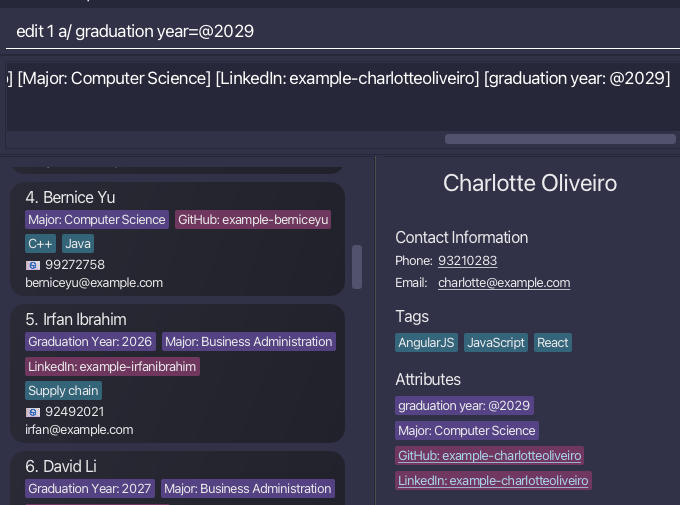 edit 1 a/ graduation year=@2029
] [Major: Computer Science] [LinkedIn: example-charlotteoliveiro] [graduation year: @2029]
4. Bernice Yu
Major: Computer Science GitHub: example-berniceyu
C++ Java
99272758
berniceyu@example.com
5. Irfan Ibrahim
Graduation Year: 2026 Major: Business Administration
LinkedIn: example-irfanibrahim
Supply chain
92492021
irfan@example.com
6. David Li
Graduation Year: 2027 Major: Business Administration
Charlotte Oliveiro
Contact Information
Phone: 93210283
Email: charlotte@example.com
Tags
AngularJS JavaScript React
Attributes
graduation year: @2029
Major: Computer Science
GitHub: example-charlotteoliveiro
LinkedIn: example-charlotteoliveiro